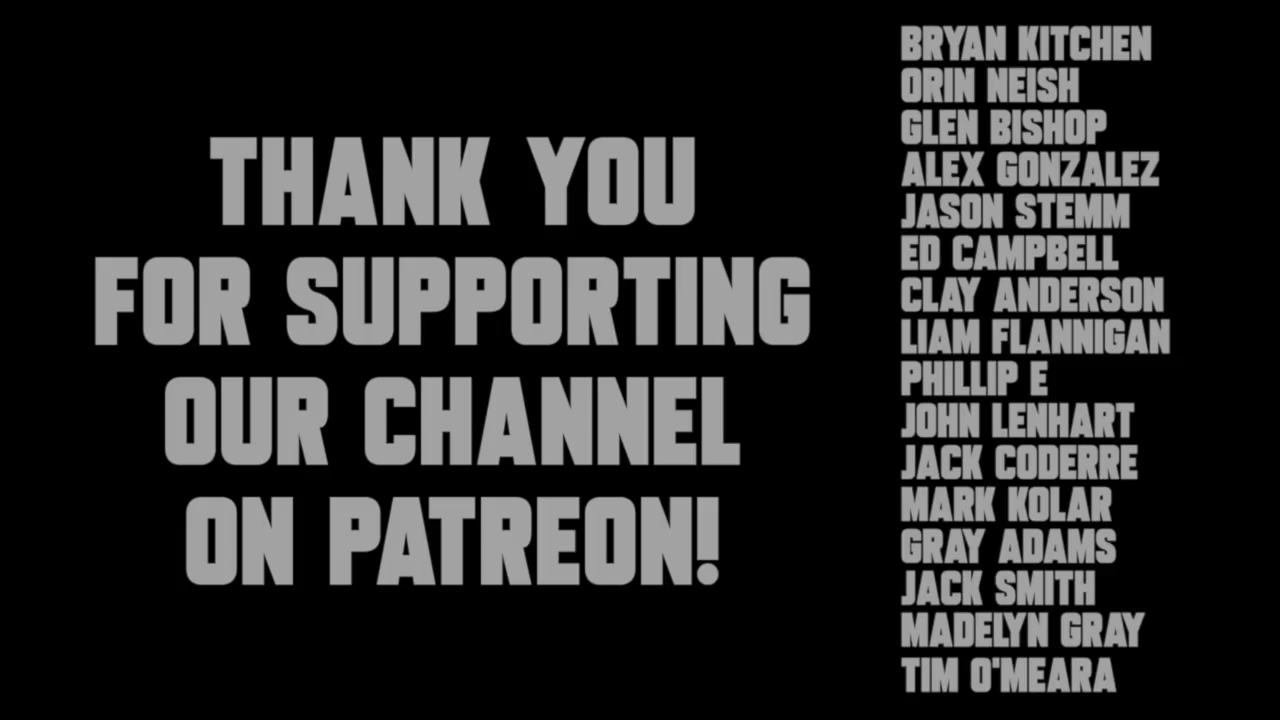 THANK YOU
FOR SUPPORTING
OUR CHANNEL
ON PATREON!
BRYAN KITCHEN
ORIN NEISH
GLEN BISHOP
ALEX GONZALEZ
JASON STEMM
ED CAMPBELL
CLAY ANDERSON
LIAM FLANNIGAN
PHILLIP E
JOHN LENHART
JACK CODERRE
MARK KOLAR
GRAY ADAMS
JACK SMITH
MADELYN GRAY
TIM O'MEARA